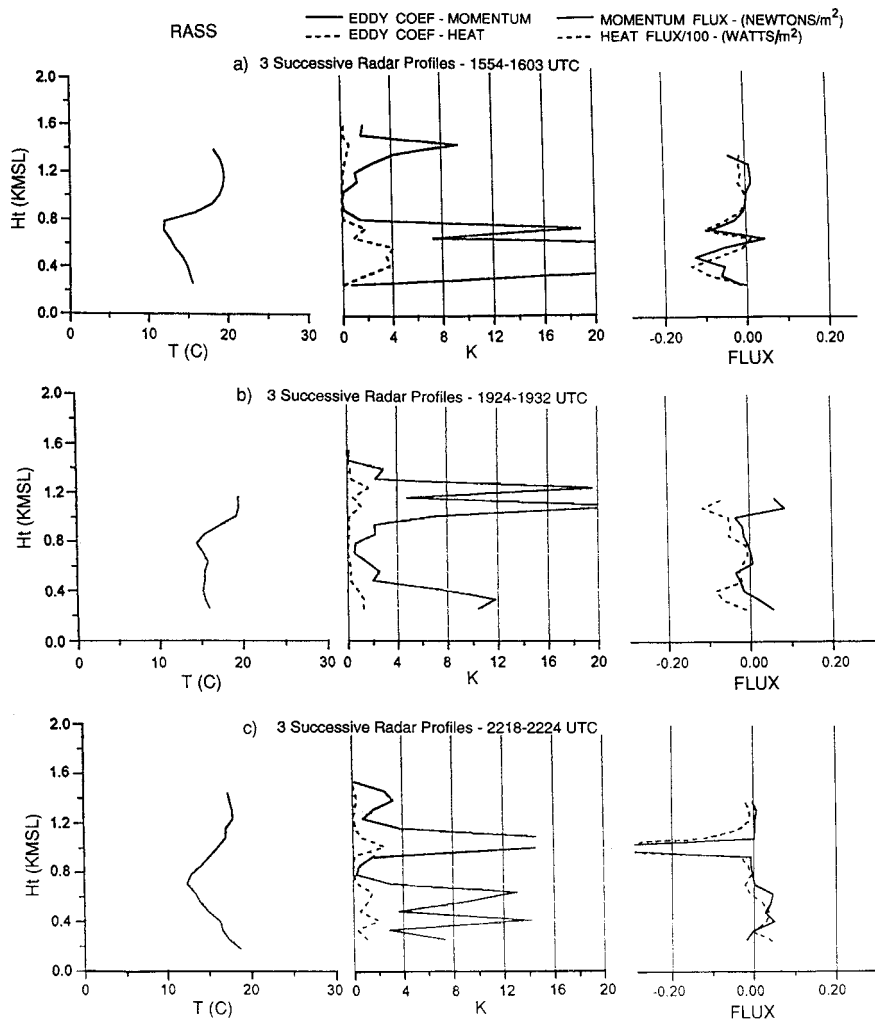 RASS
EDDY COEF - MOMENTUM
EDDY COEF - HEAT
MOMENTUM FLUX - (NEWTONS/m²)
HEAT FLUX/100 - (WATTS/m²)
a) 3 Successive Radar Profiles - 1554-1603 UTC
Ht (KMSL)
2.0
1.6
1.2
0.8
0.4
0.0
0 10 20 30
T (C)
0 4 8 12 16 20
K
-0.20 0.00 0.20
FLUX
b) 3 Successive Radar Profiles - 1924-1932 UTC
Ht (KMSL)
2.0
1.6
1.2
0.8
0.4
0.0
0 10 20 30
T (C)
0 4 8 12 16 20
K
-0.20 0.00 0.20
FLUX
c) 3 Successive Radar Profiles - 2218-2224 UTC
Ht (KMSL)
2.0
1.6
1.2
0.8
0.4
0.0
0 10 20 30
T (C)
0 4 8 12 16 20
K
-0.20 0.00 0.20
FLUX